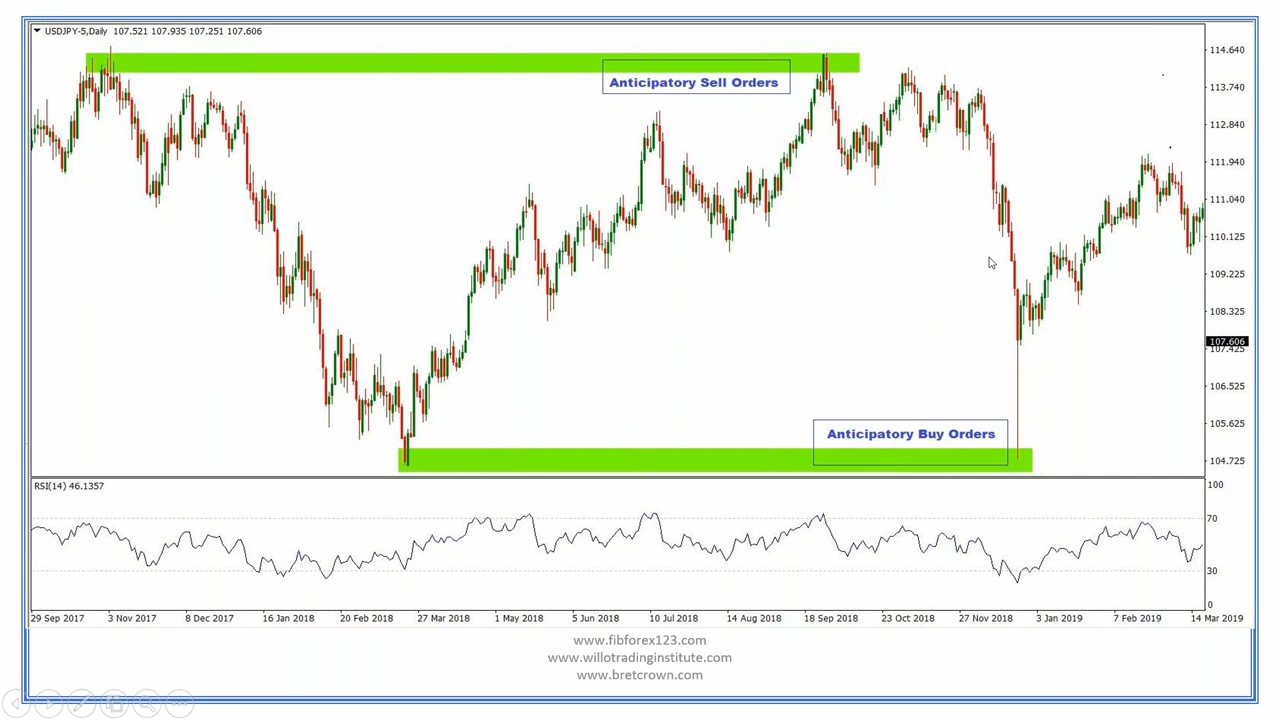 USDJPY-5,Daily 107.521 107.935 107.251 107.606
114.640
Anticipatory Sell Orders
113.740
112.840
111.940
111.040
110.125
109.225
108.325
107.606
107.425
106.525
105.625
Anticipatory Buy Orders
104.725
RSI(14) 46.1357
100
70
30
0
29 Sep 2017 3 Nov 2017 8 Dec 2017 16 Jan 2018 20 Feb 2018 27 Mar 2018 1 May 2018 5 Jun 2018 10 Jul 2018 14 Aug 2018 18 Sep 2018 23 Oct 2018 27 Nov 2018 3 Jan 2019 7 Feb 2019 14 Mar 2019
www.fibforex123.com
www.willotradinginstitute.com
www.bretcrown.com